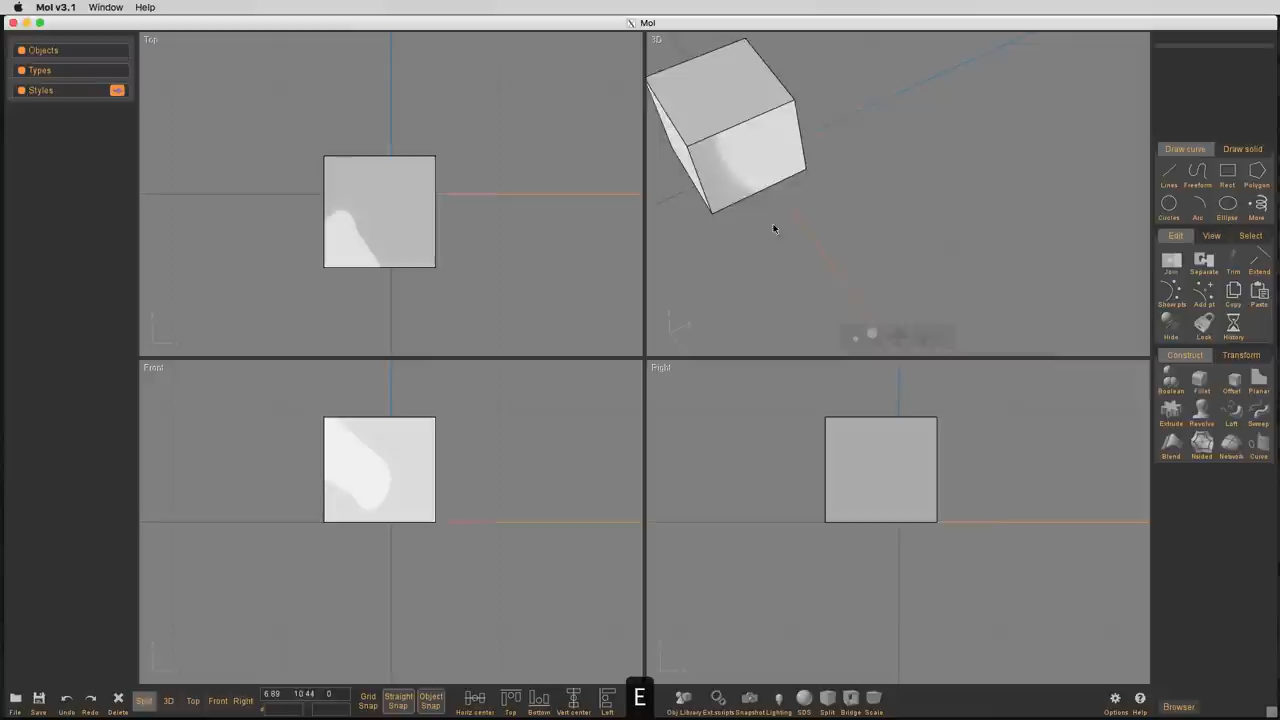 MoI v3.1 Window Help
MoI
Objects
Types
Styles
Top
3D
Front
Right
Draw curve Draw solid
Lines Freeform Rect Polygon
Circles Arc Ellipse More
Edit View Select
Join Separate Trim Extend
Show pts Add pt Copy Paste
Hide Lock History
Construct Transform
Boolean Fillet Offset Planar
Extrude Revolve Loft Sweep
Blend Nsided Network Curve
File Save Undo Redo Delete Split 3D Top Front Right
6.89 10.44 0
Grid Snap Straight Snap Object Snap
Horiz center Top Bottom Vert center Left
E
Obj Library Ext.scripts Snapshot Lighting SDS Split Bridge Scale
Options Help
Browser